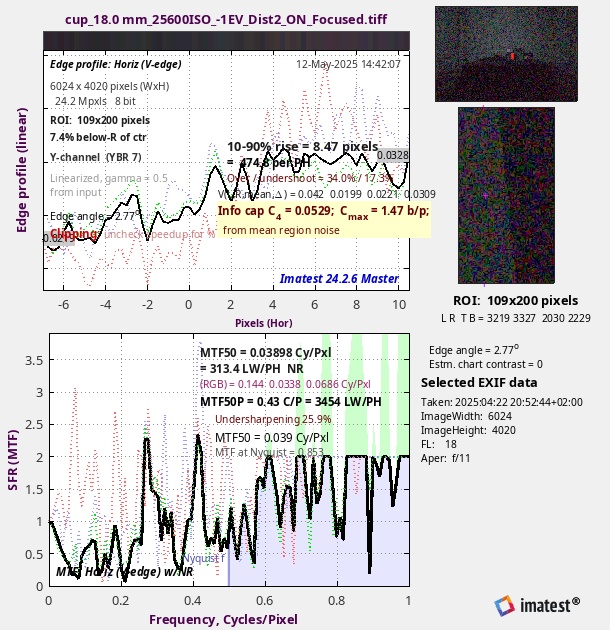 cup_18.0 mm_25600ISO_-1EV_Dist2_ON_Focused.tiff
Edge profile: Horiz (V-edge)
12-May-2025 14:42:07
6024 x 4020 pixels (WxH)
24.2 Mpxls 8 bit
ROI: 109x200 pixels
7.4% below-R of ctr
Y-channel (YBR 7)
Linearized, gamma = 0.5
from input
Edge angle = 2.77°
Clipping: uncheck speedup for %
10-90% rise = 8.47 pixels
= 474.8 per PH
Over / undershoot = 34.0% / 17.3%
= 0.042 0.0199 0.0221 0.0309
Info cap C4 = 0.0529; Cmax = 1.47 b/p;
from mean region noise
0.0328
Imatest 24.2.6 Master
Edge profile (linear)
-6 -4 -2 0 2 4 6 8 10
Pixels (Hor)
ROI: 109x200 pixels
L R T B = 3219 3327 2030 2229
Edge angle = 2.77°
Estm. chart contrast = 0
Selected EXIF data
Taken: 2025:04:22 20:52:44+02:00
ImageWidth: 6024
ImageHeight: 4020
FL: 18
Aper: f/11
MTF50 = 0.03898 Cy/Pxl
= 313.4 LW/PH NR
(RGB) = 0.144 0.0338 0.0686 Cy/Pxl
MTF50P = 0.43 C/P = 3454 LW/PH
Undersharpening 25.9%
MTF50 = 0.039 Cy/Pxl
MTF at Nyquist = 0.853
Nyquist f
MTF: Horiz (V-edge) w/NR
SFR (MTF)
3.5
3
2.5
2
1.5
1
0.5
0
0 0.2 0.4 0.6 0.8 1
Frequency, Cycles/Pixel
imatest®